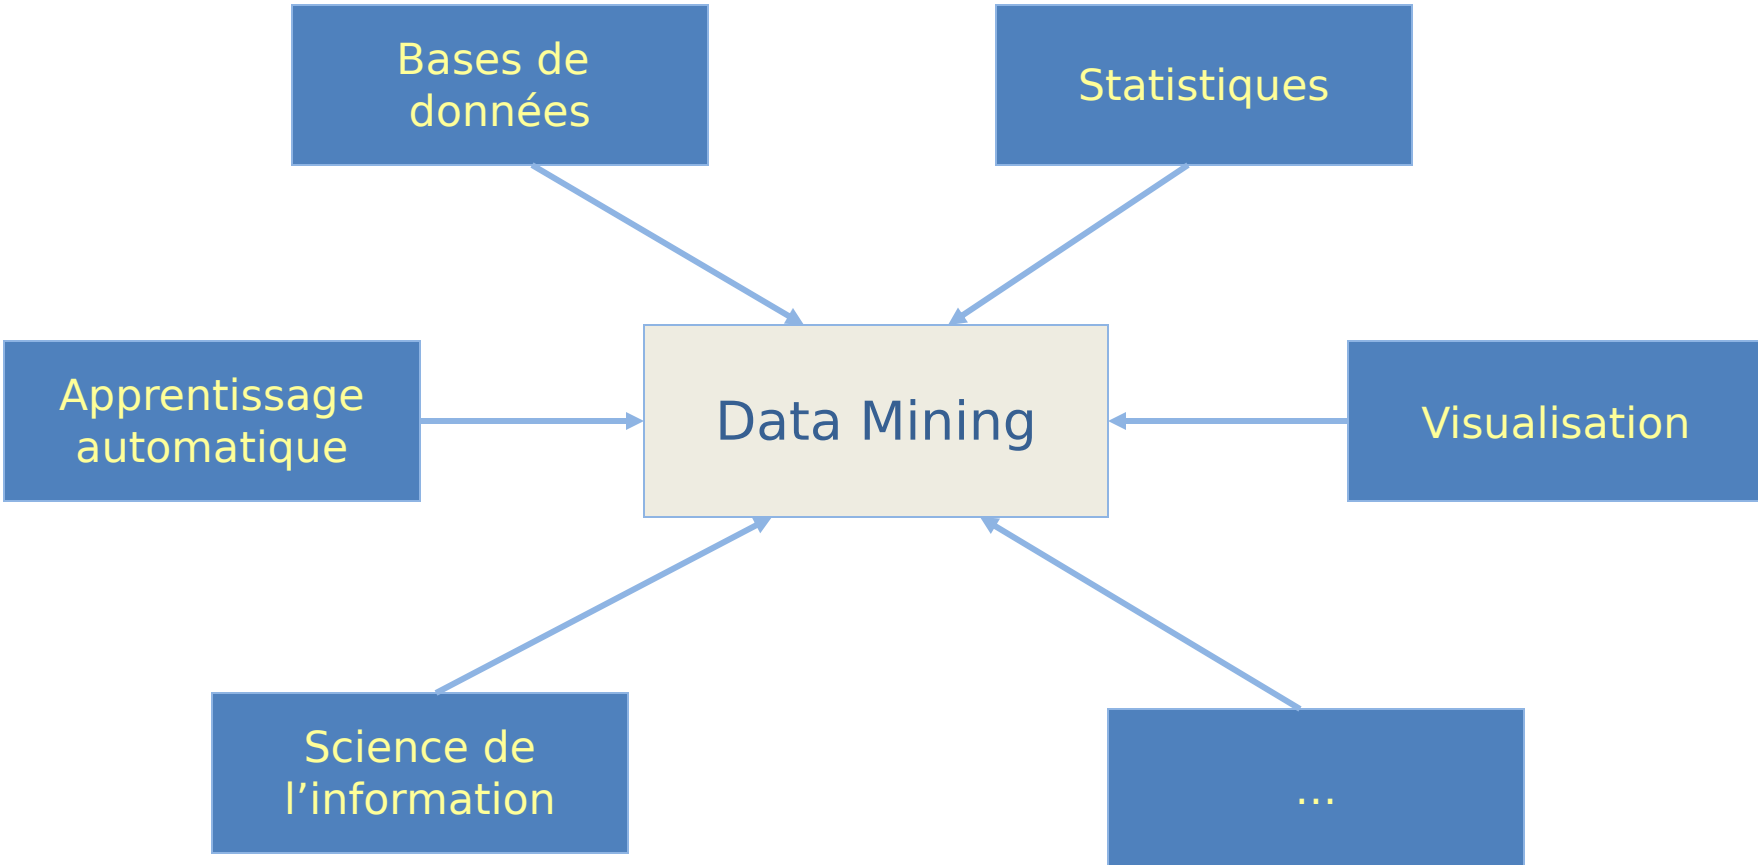 Bases de
données
Statistiques
Apprentissage
automatique
Data Mining
Visualisation
Science de
l’information
...